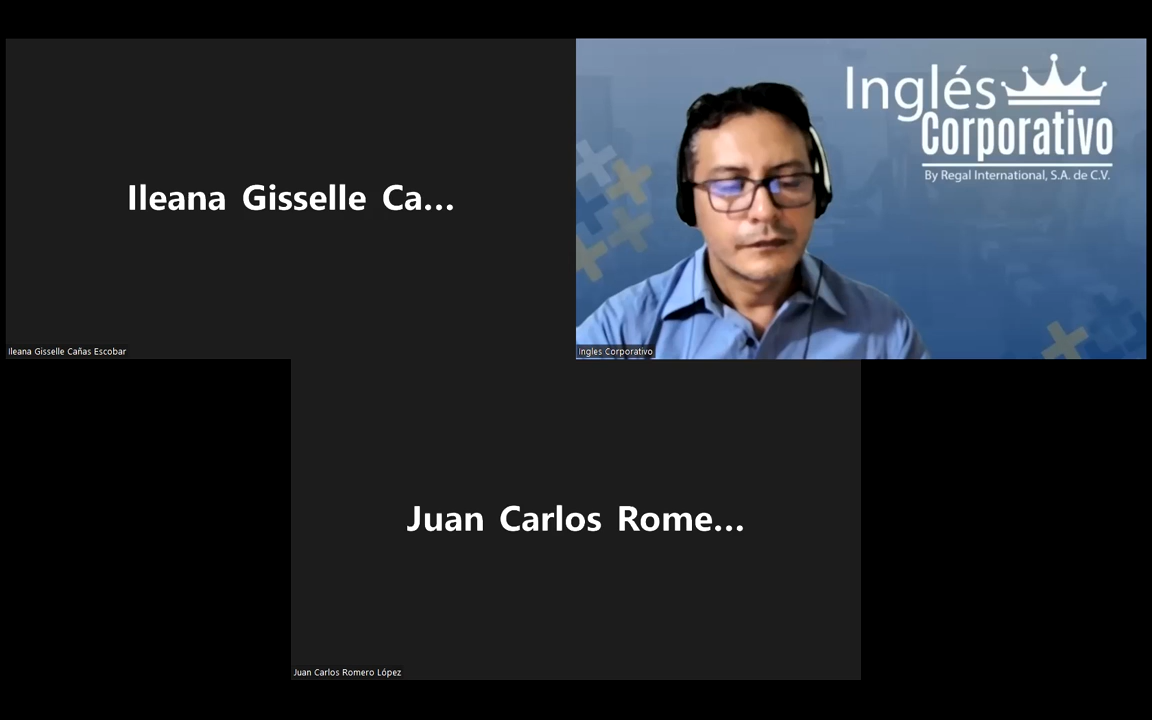 Ileana Gisselle Ca...
Ileana Gisselle Cañas Escobar
Inglés
Corporativo
By Regal International, S.A. de C.V.
Ingles Corporativo
Juan Carlos Rome...
Juan Carlos Romero López